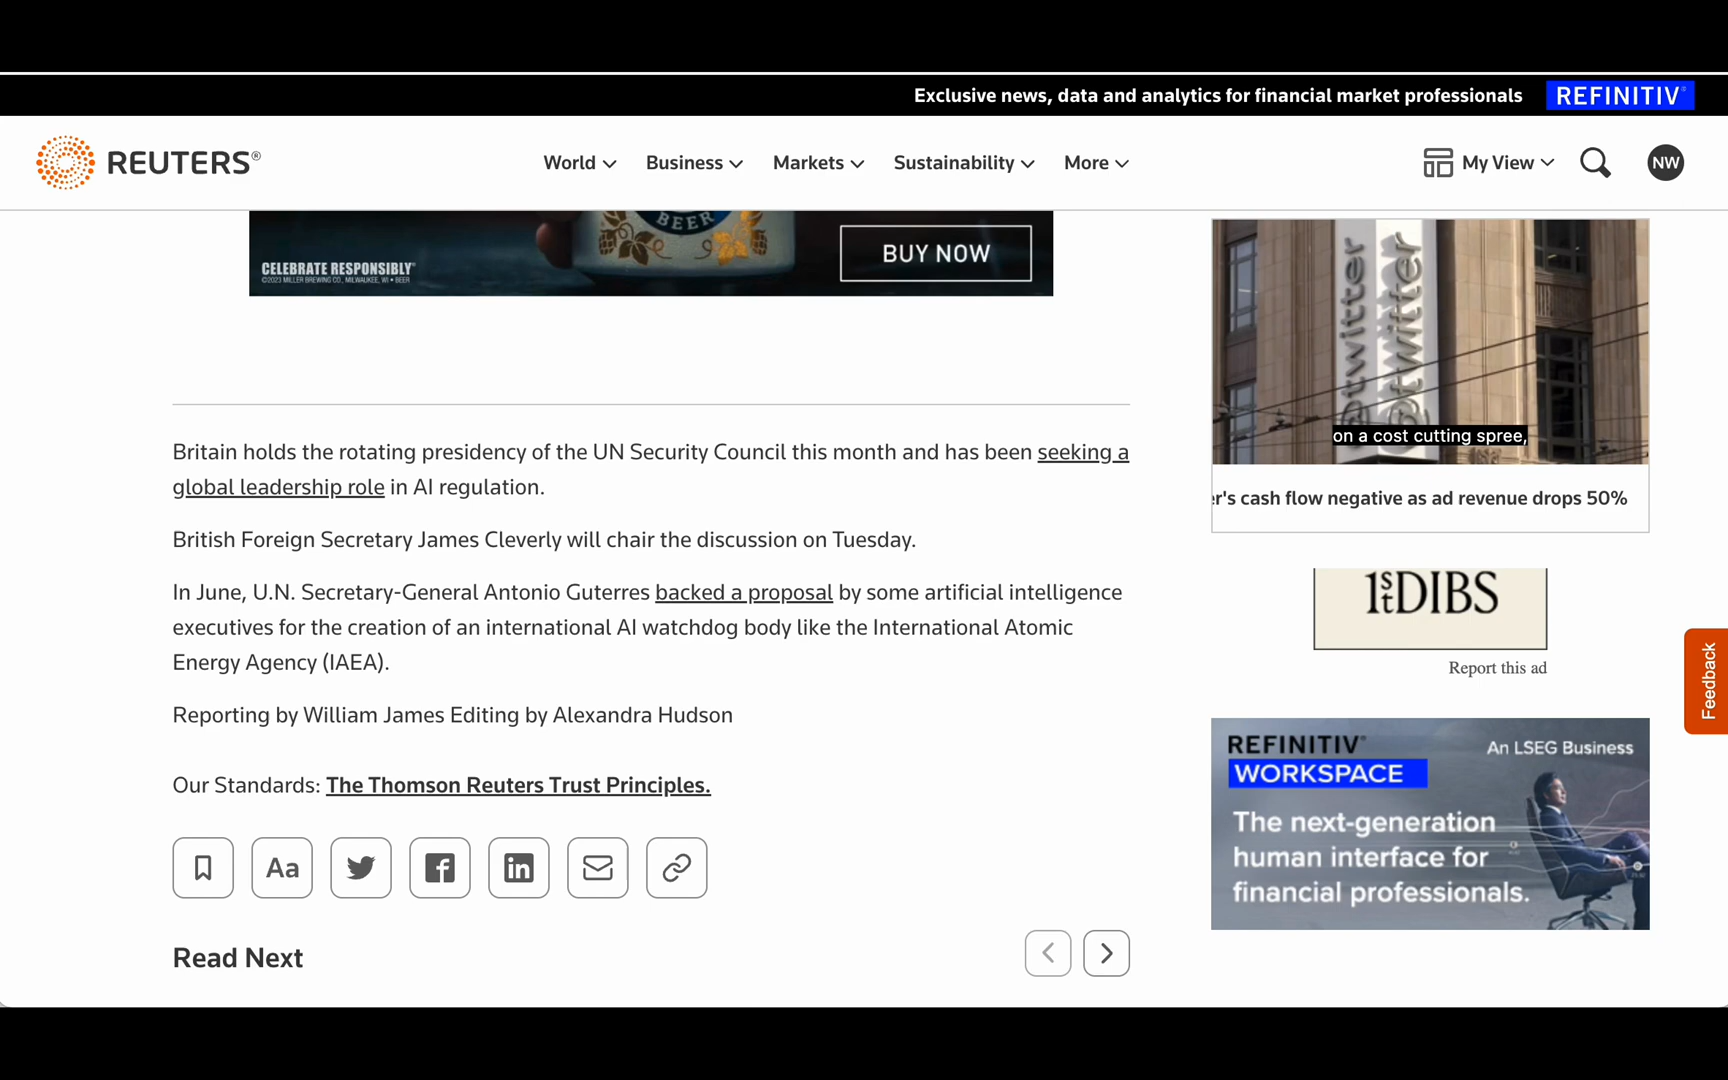 Exclusive news, data and analytics for financial market professionals REFINITIV
REUTERS®
World Business Markets Sustainability More
My View
NW
BEER
CELEBRATE RESPONSIBLY®
©2023 MILLER BREWING CO., MILWAUKEE, WI • BEER
BUY NOW
@twitter
@twitter
on a cost cutting spree,
r's cash flow negative as ad revenue drops 50%
Britain holds the rotating presidency of the UN Security Council this month and has been seeking a
global leadership role in AI regulation.
British Foreign Secretary James Cleverly will chair the discussion on Tuesday.
In June, U.N. Secretary-General Antonio Guterres backed a proposal by some artificial intelligence
executives for the creation of an international AI watchdog body like the International Atomic
Energy Agency (IAEA).
Reporting by William James Editing by Alexandra Hudson
Our Standards: The Thomson Reuters Trust Principles.
Aa
Read Next
1stDIBS
Report this ad
Feedback
REFINITIV®
WORKSPACE
An LSEG Business
The next-generation
human interface for
financial professionals.